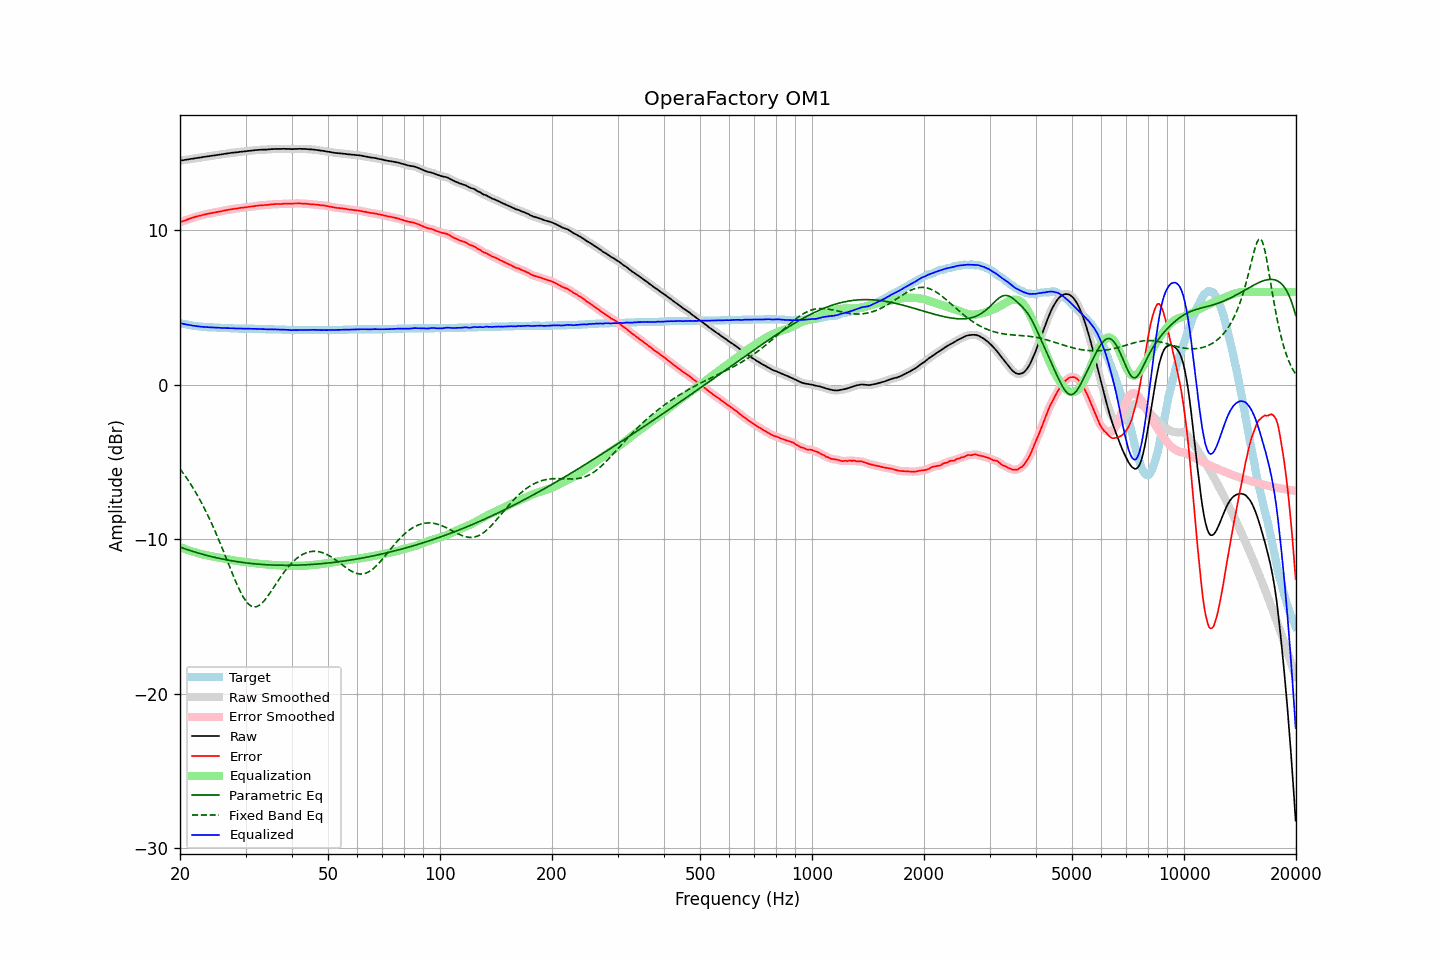 OperaFactory OM1
Amplitude (dBr)
10
0
−10
−20
−30
Target
Raw Smoothed
Error Smoothed
Raw
Error
Equalization
Parametric Eq
Fixed Band Eq
Equalized
20 50 100 200 500 1000 2000 5000 10000 20000
Frequency (Hz)